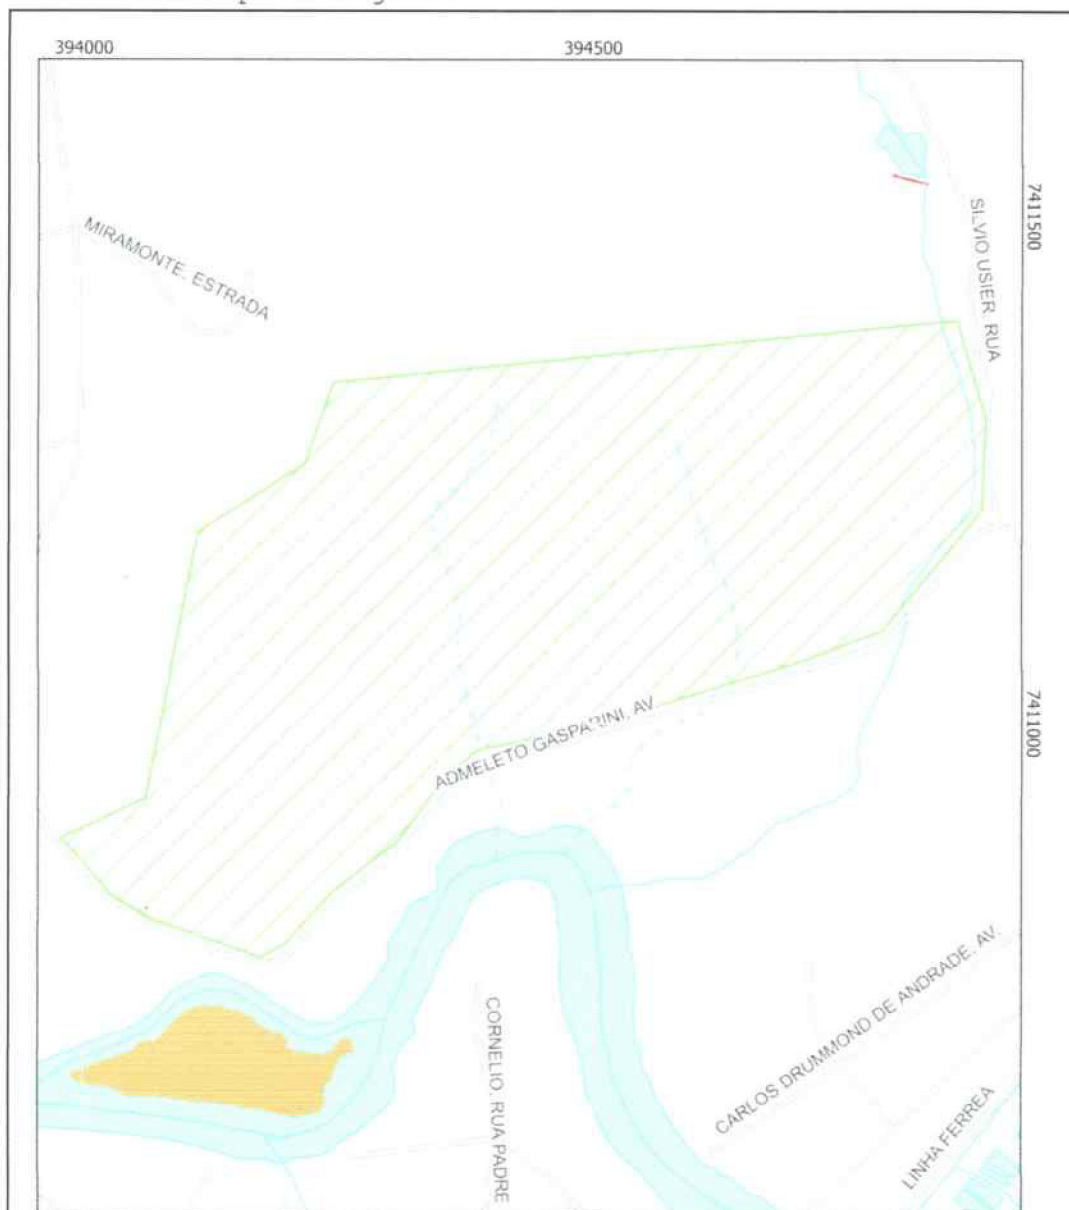 394000
394500
7411500
SILVIO USIER. RUA
MIRAMONTE. ESTRADA
7411000
ADMELETO GASPARINI, AV
CARLOS DRUMMOND DE ANDRADE. AV.
CORNELIO, RUA PADRE
LINHA FERREA